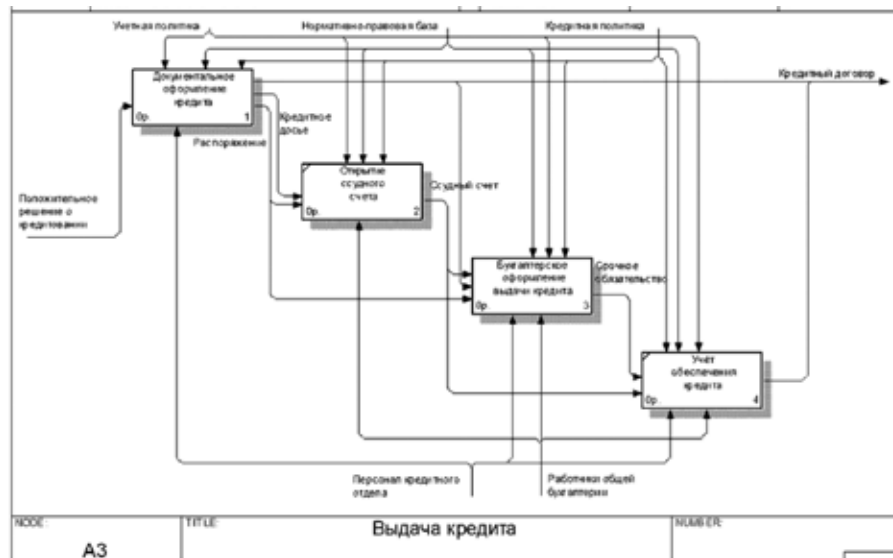 Учетная политика
Нормативно-правовая база
Кредитная политика
Кредитный договор
Документальное
оформление
кредита
0р.
1
Кредитное
досье
Распоряжение
Открытие
ссудного
счета
0р.
2
Ссудный счет
Положительное
решение о
кредитовании
Бухгалтерское
оформление
выдачи кредита
0р.
3
Срочное
обязательство
Учёт
обеспечения
кредита
0р.
4
Персонал кредитного
отдела
Работники общей
бухгалтерии
NODE:
TITLE:
Выдача кредита
NUMBER:
A3